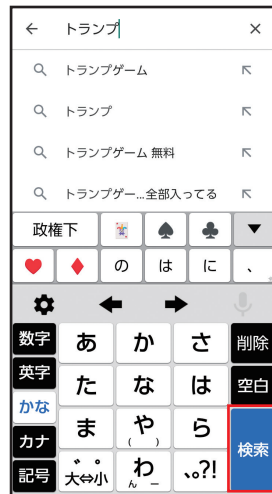 トランプ
トランプゲーム
トランプ
トランプゲーム 無料
トランプゲー...全部入ってる
政権下
の は に 、
数字 あ か さ 削除
英字 た な は 空白
かな
カナ ま や ( ) ら 検索
記号 大⇔小 ゛゜ わ ん ー 、。?!